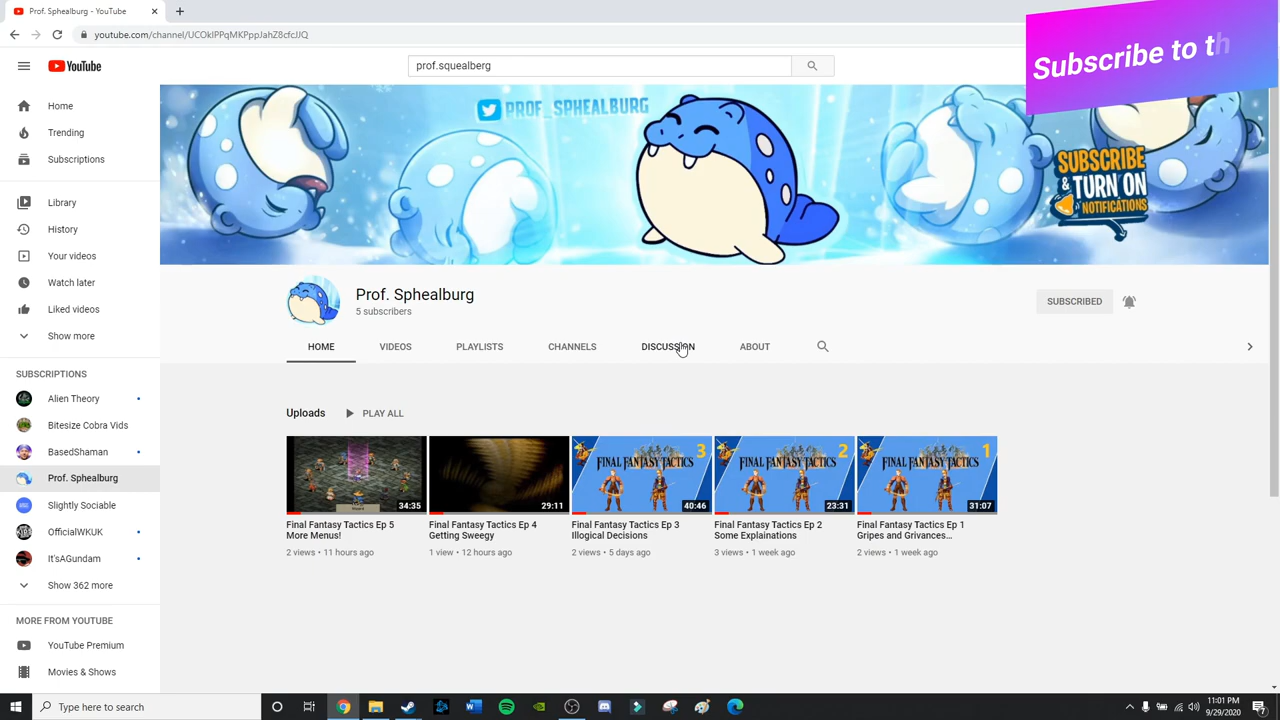 Prof. Sphealburg - YouTube
youtube.com/channel/UCOklPPqMKPppJahZ8cfcJJQ
YouTube
prof.squealberg
Subscribe to th
Home
Trending
Subscriptions
Library
History
Your videos
Watch later
Liked videos
Show more
SUBSCRIPTIONS
Alien Theory
Bitesize Cobra Vids
BasedShaman
Prof. Sphealburg
Slightly Sociable
OfficialWKUK
It'sAGundam
Show 362 more
MORE FROM YOUTUBE
YouTube Premium
Movies & Shows
PROF_SPHEALBURG
SUBSCRIBE
& TURN ON
NOTIFICATIONS
Prof. Sphealburg
5 subscribers
SUBSCRIBED
HOME VIDEOS PLAYLISTS CHANNELS DISCUSSION ABOUT
Uploads PLAY ALL
34:35
Final Fantasy Tactics Ep 5
More Menus!
2 views • 11 hours ago
29:11
Final Fantasy Tactics Ep 4
Getting Sweegy
1 view • 12 hours ago
3
FINAL FANTASY TACTICS
40:46
Final Fantasy Tactics Ep 3
Illogical Decisions
2 views • 5 days ago
2
FINAL FANTASY TACTICS
23:31
Final Fantasy Tactics Ep 2
Some Explainations
3 views • 1 week ago
1
FINAL FANTASY TACTICS
31:07
Final Fantasy Tactics Ep 1
Gripes and Grivances...
2 views • 1 week ago
Type here to search
11:01 PM
9/29/2020